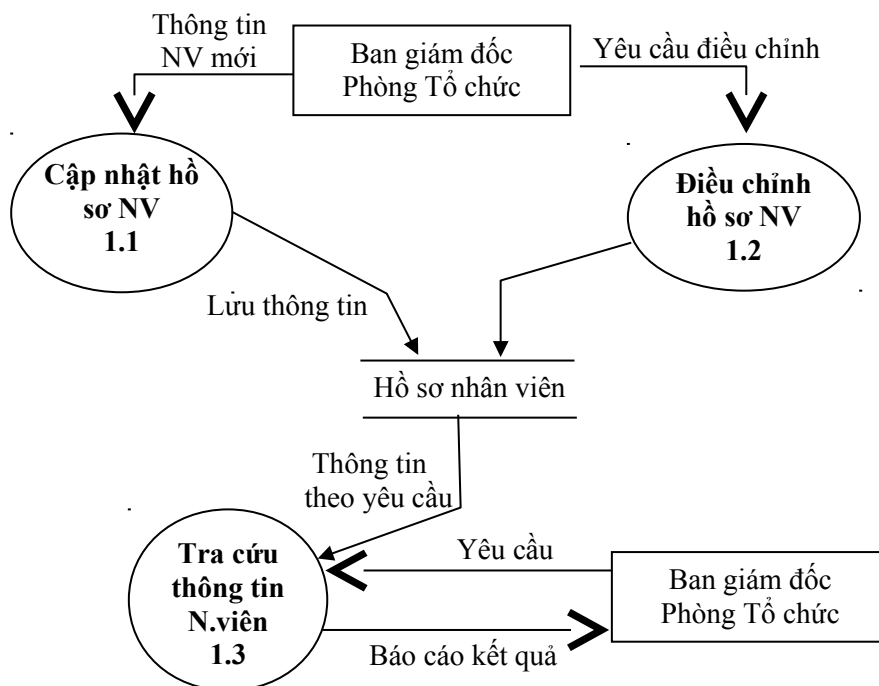 Thông tin
NV mới
Ban giám đốc
Phòng Tổ chức
Yêu cầu điều chỉnh
Cập nhật hồ
sơ NV
1.1
Điều chỉnh
hồ sơ NV
1.2
Lưu thông tin
Hồ sơ nhân viên
Thông tin
theo yêu cầu
Tra cứu
thông tin
N.viên
1.3
Yêu cầu
Ban giám đốc
Phòng Tổ chức
Báo cáo kết quả